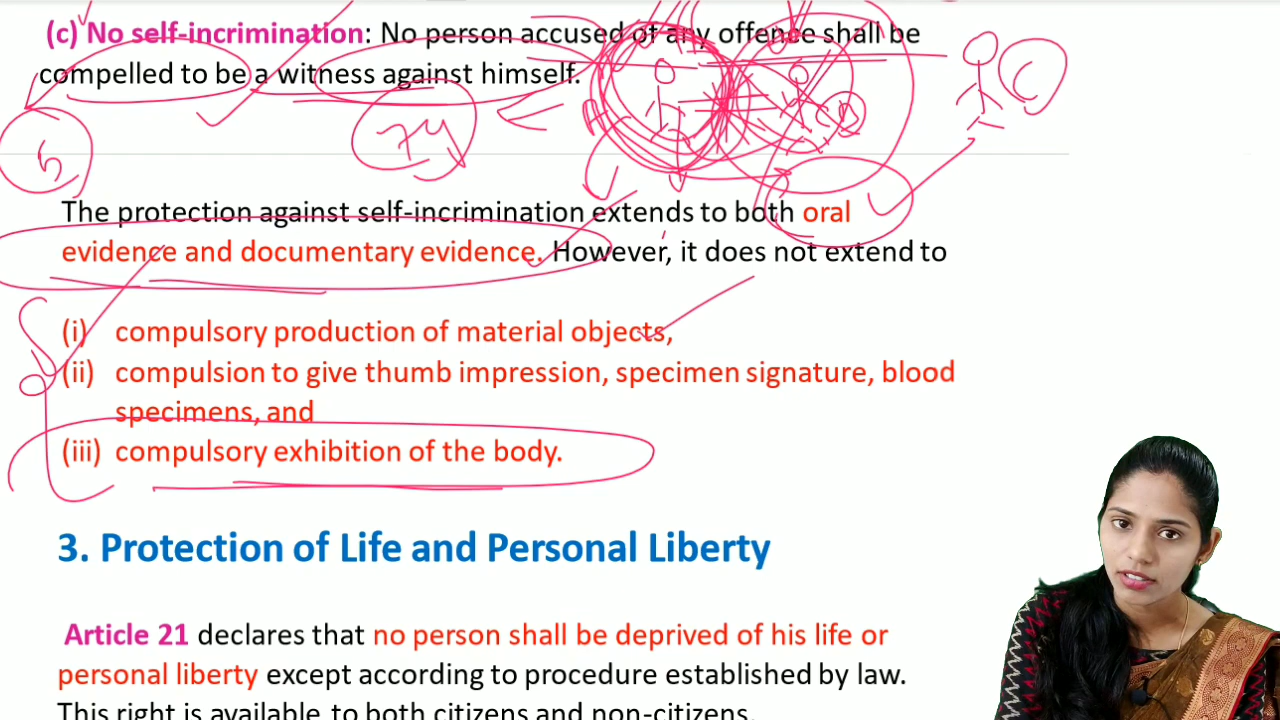 (c) No self-incrimination: No person accused of any offense shall be
compelled to be a witness against himself.
The protection against self-incrimination extends to both oral
evidence and documentary evidence. However, it does not extend to
(i) compulsory production of material objects,
(ii) compulsion to give thumb impression, specimen signature, blood
specimens, and
(iii) compulsory exhibition of the body.
3. Protection of Life and Personal Liberty
Article 21 declares that no person shall be deprived of his life or
personal liberty except according to procedure established by law.
This right is available to both citizens and non-citizens.